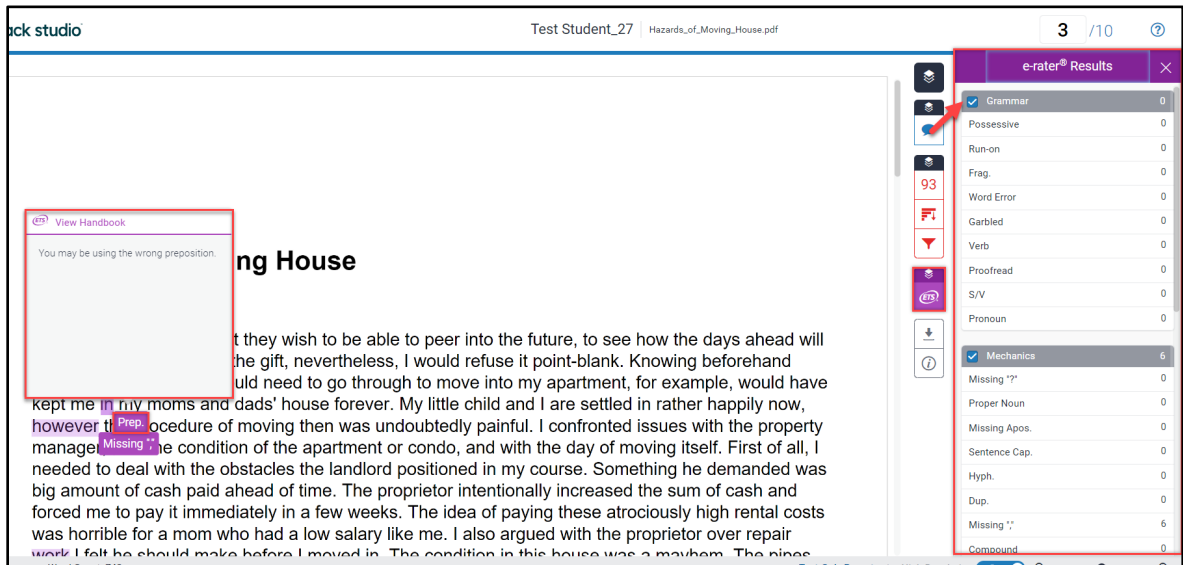 ack studio
Test Student_27 Hazards_of_Moving_House.pdf
3 /10
e-rater® Results
Grammar 0
Possessive 0
Run-on 0
Frag. 0
Word Error 0
Garbled 0
Verb 0
Proofread 0
S/V 0
Pronoun 0
Mechanics 6
Missing "?" 0
Proper Noun 0
Missing Apos. 0
Sentence Cap. 0
Hyph. 0
Dup. 0
Missing "," 6
Compound 0
93
ETS
ETS View Handbook
You may be using the wrong preposition.
ng House
t they wish to be able to peer into the future, to see how the days ahead will
the gift, nevertheless, I would refuse it point-blank. Knowing beforehand
uld need to go through to move into my apartment, for example, would have
kept me in my moms and dads' house forever. My little child and I are settled in rather happily now,
however th Prep. ocedure of moving then was undoubtedly painful. I confronted issues with the property
manager Missing "," e condition of the apartment or condo, and with the day of moving itself. First of all, I
needed to deal with the obstacles the landlord positioned in my course. Something he demanded was
big amount of cash paid ahead of time. The proprietor intentionally increased the sum of cash and
forced me to pay it immediately in a few weeks. The idea of paying these atrociously high rental costs
was horrible for a mom who had a low salary like me. I also argued with the proprietor over repair
work I felt he should make before I moved in. The condition in this house was a mayhem. The pipes